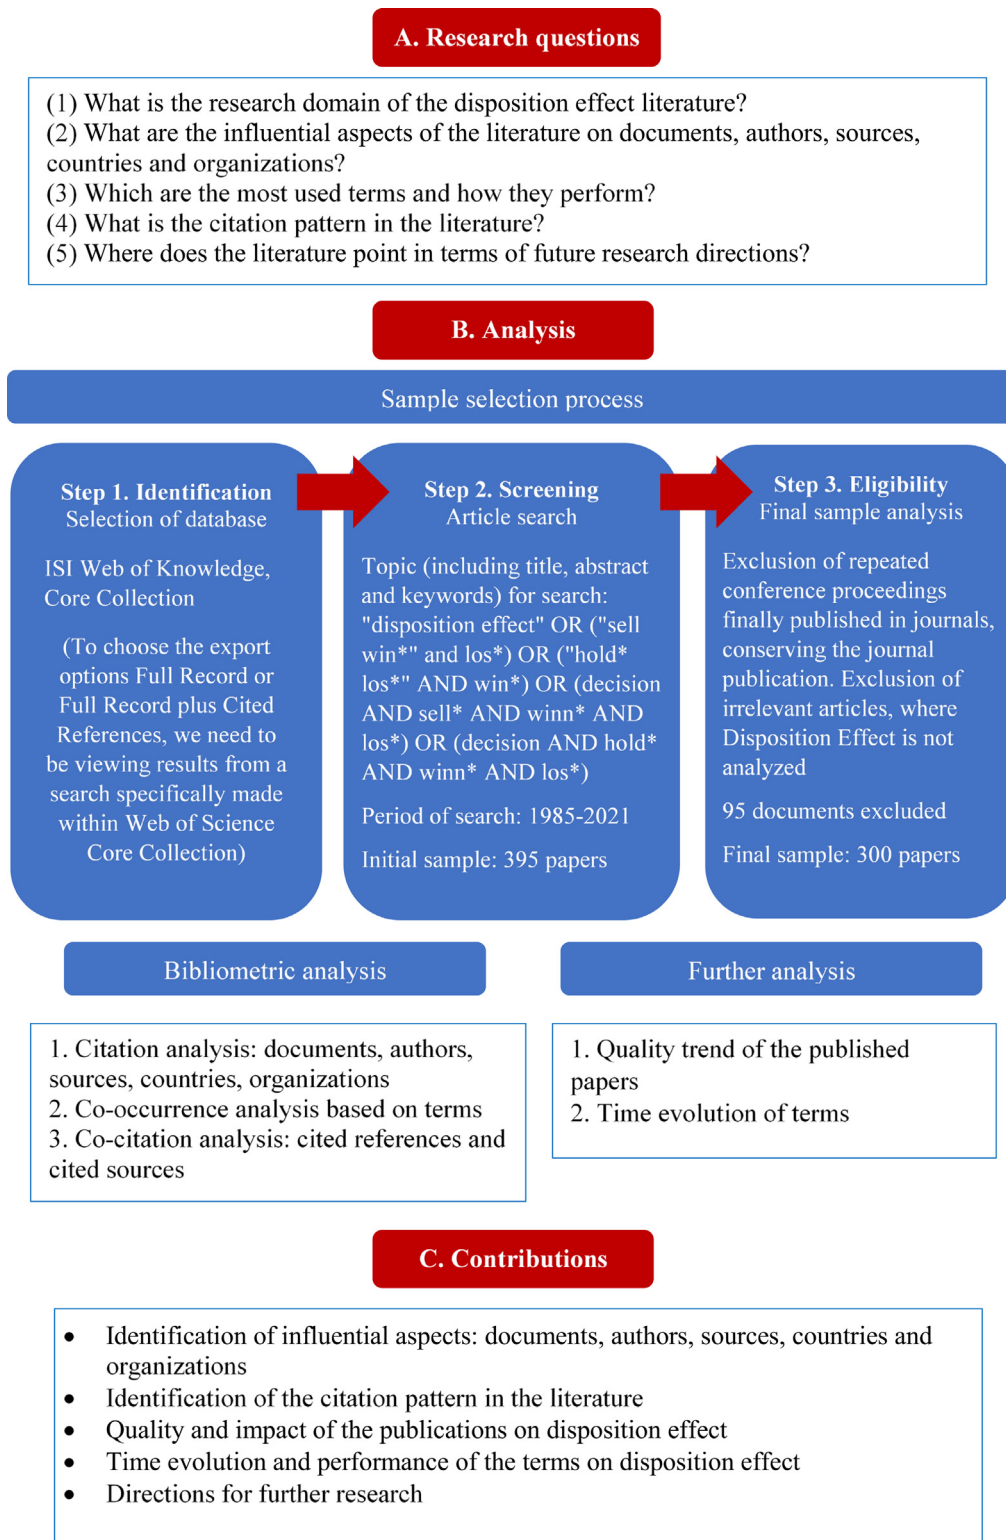 A. Research questions
(1) What is the research domain of the disposition effect literature?
(2) What are the influential aspects of the literature on documents, authors, sources,
countries and organizations?
(3) Which are the most used terms and how they perform?
(4) What is the citation pattern in the literature?
(5) Where does the literature point in terms of future research directions?
B. Analysis
Sample selection process
Step 1. Identification
Selection of database
ISI Web of Knowledge,
Core Collection
(To choose the export
options Full Record or
Full Record plus Cited
References, we need to
be viewing results from a
search specifically made
within Web of Science
Core Collection)
Step 2. Screening
Article search
Topic (including title, abstract
and keywords) for search:
"disposition effect" OR ("sell
win*" and los*) OR ("hold*
los*" AND win*) OR (decision
AND sell* AND winn* AND
los*) OR (decision AND hold*
AND winn* AND los*)
Period of search: 1985-2021
Initial sample: 395 papers
Step 3. Eligibility
Final sample analysis
Exclusion of repeated
conference proceedings
finally published in journals,
conserving the journal
publication. Exclusion of
irrelevant articles, where
Disposition Effect is not
analyzed
95 documents excluded
Final sample: 300 papers
Bibliometric analysis
1. Citation analysis: documents, authors,
sources, countries, organizations
2. Co-occurrence analysis based on terms
3. Co-citation analysis: cited references and
cited sources
Further analysis
1. Quality trend of the published
papers
2. Time evolution of terms
C. Contributions
• Identification of influential aspects: documents, authors, sources, countries and
organizations
• Identification of the citation pattern in the literature
• Quality and impact of the publications on disposition effect
• Time evolution and performance of the terms on disposition effect
• Directions for further research